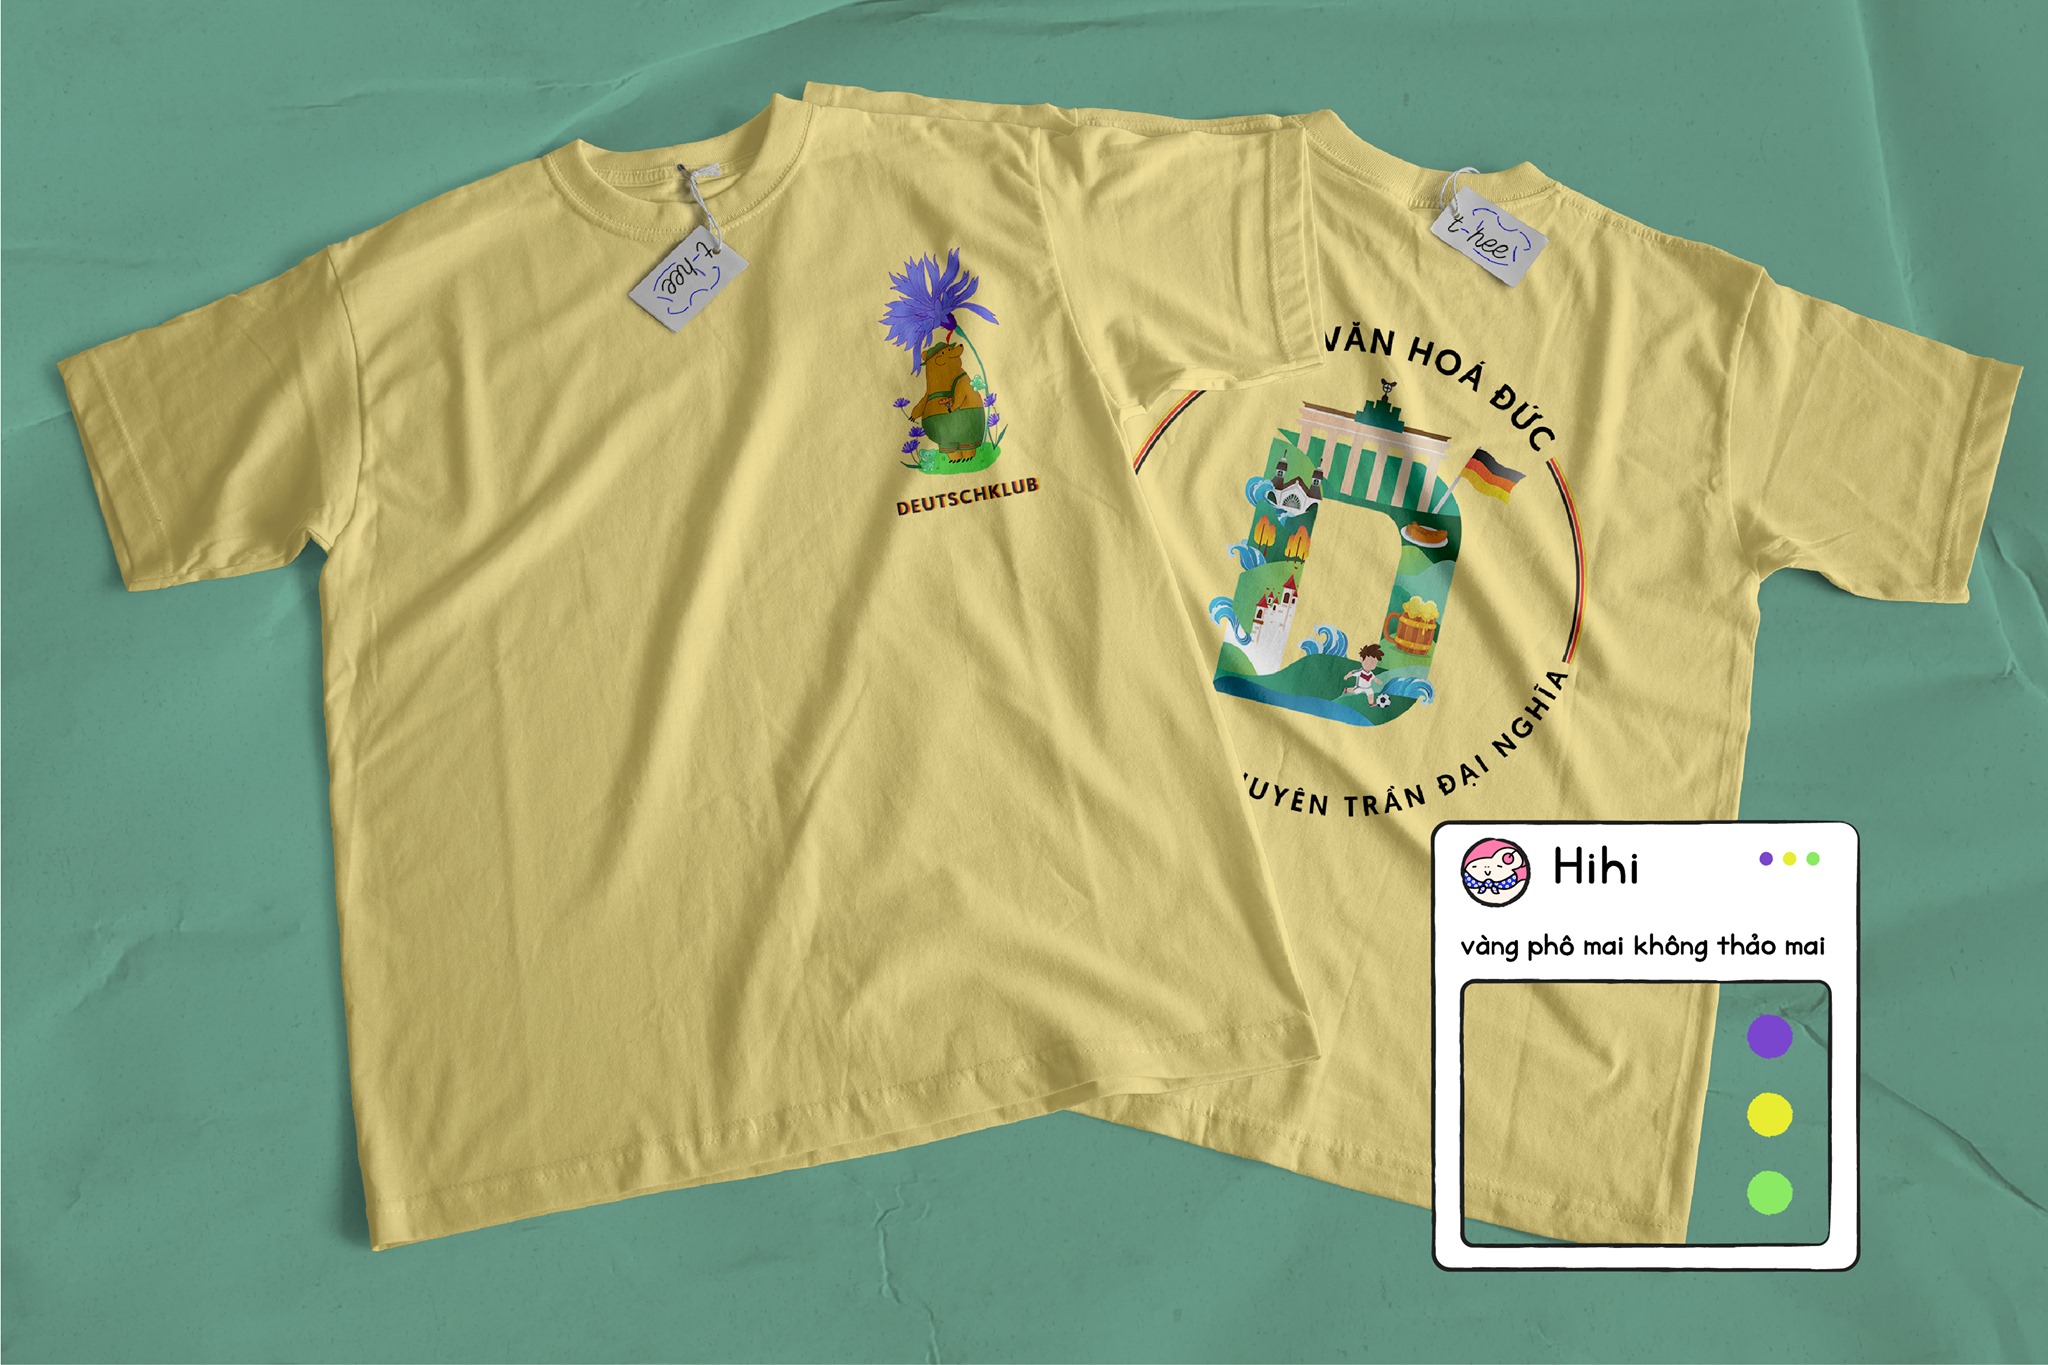 t-hee
t-hee
DEUTSCHKLUB
VĂN HOÁ ĐỨC
TRẦN ĐẠI NGHĨA
Hihi
vàng phô mai không thảo mai